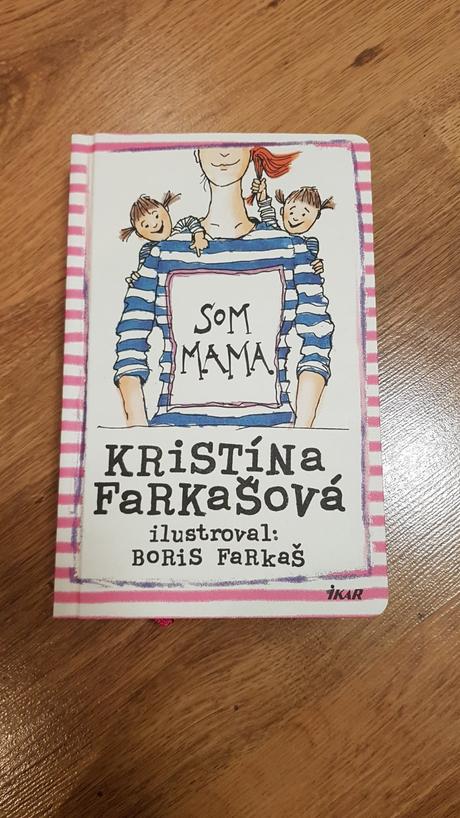 SOM
MAMA
KRiSTÍNa
FaRKaŠOVÁ
ilustroval:
BORiS FaRKaŠ
iKAR